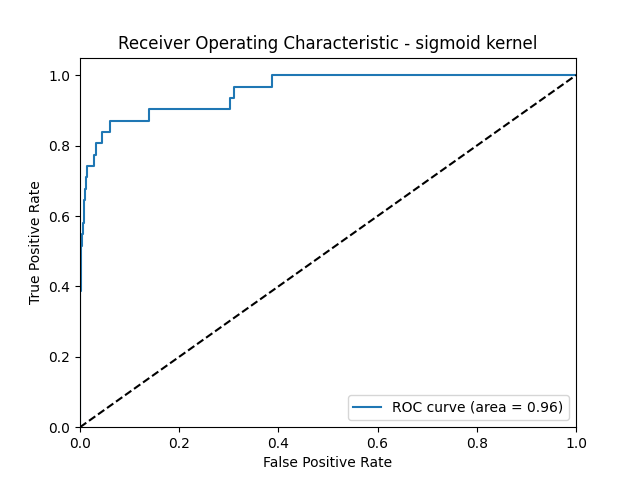 Receiver Operating Characteristic - sigmoid kernel
1.0
0.8
0.6
0.4
0.2
0.0
True Positive Rate
ROC curve (area = 0.96)
0.0 0.2 0.4 0.6 0.8 1.0
False Positive Rate